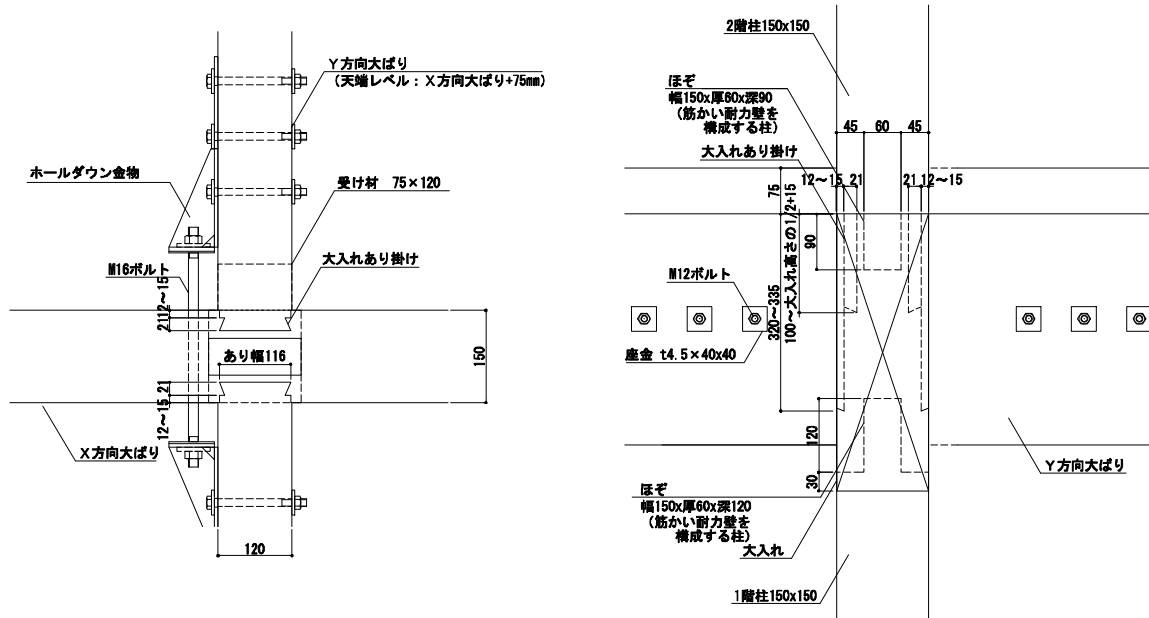 Y方向大ばり
(天端レベル：X方向大ばり+75mm)
ホールダウン金物
受け材 75×120
M16ボルト
大入れあり掛け
12〜15
21
あり幅116
150
21
12〜15
X方向大ばり
120
2階柱150x150
ほぞ
幅150x厚60x深90
(筋かい耐力壁を
構成する柱)
45
60
45
大入れあり掛け
12〜15
21
21
12〜15
75
90
M12ボルト
320〜335
100〜大入れ高さの1/2+15
座金 t4.5×40x40
120
30
Y方向大ばり
ほぞ
幅150x厚60x深120
(筋かい耐力壁を
構成する柱)
大入れ
1階柱150x150